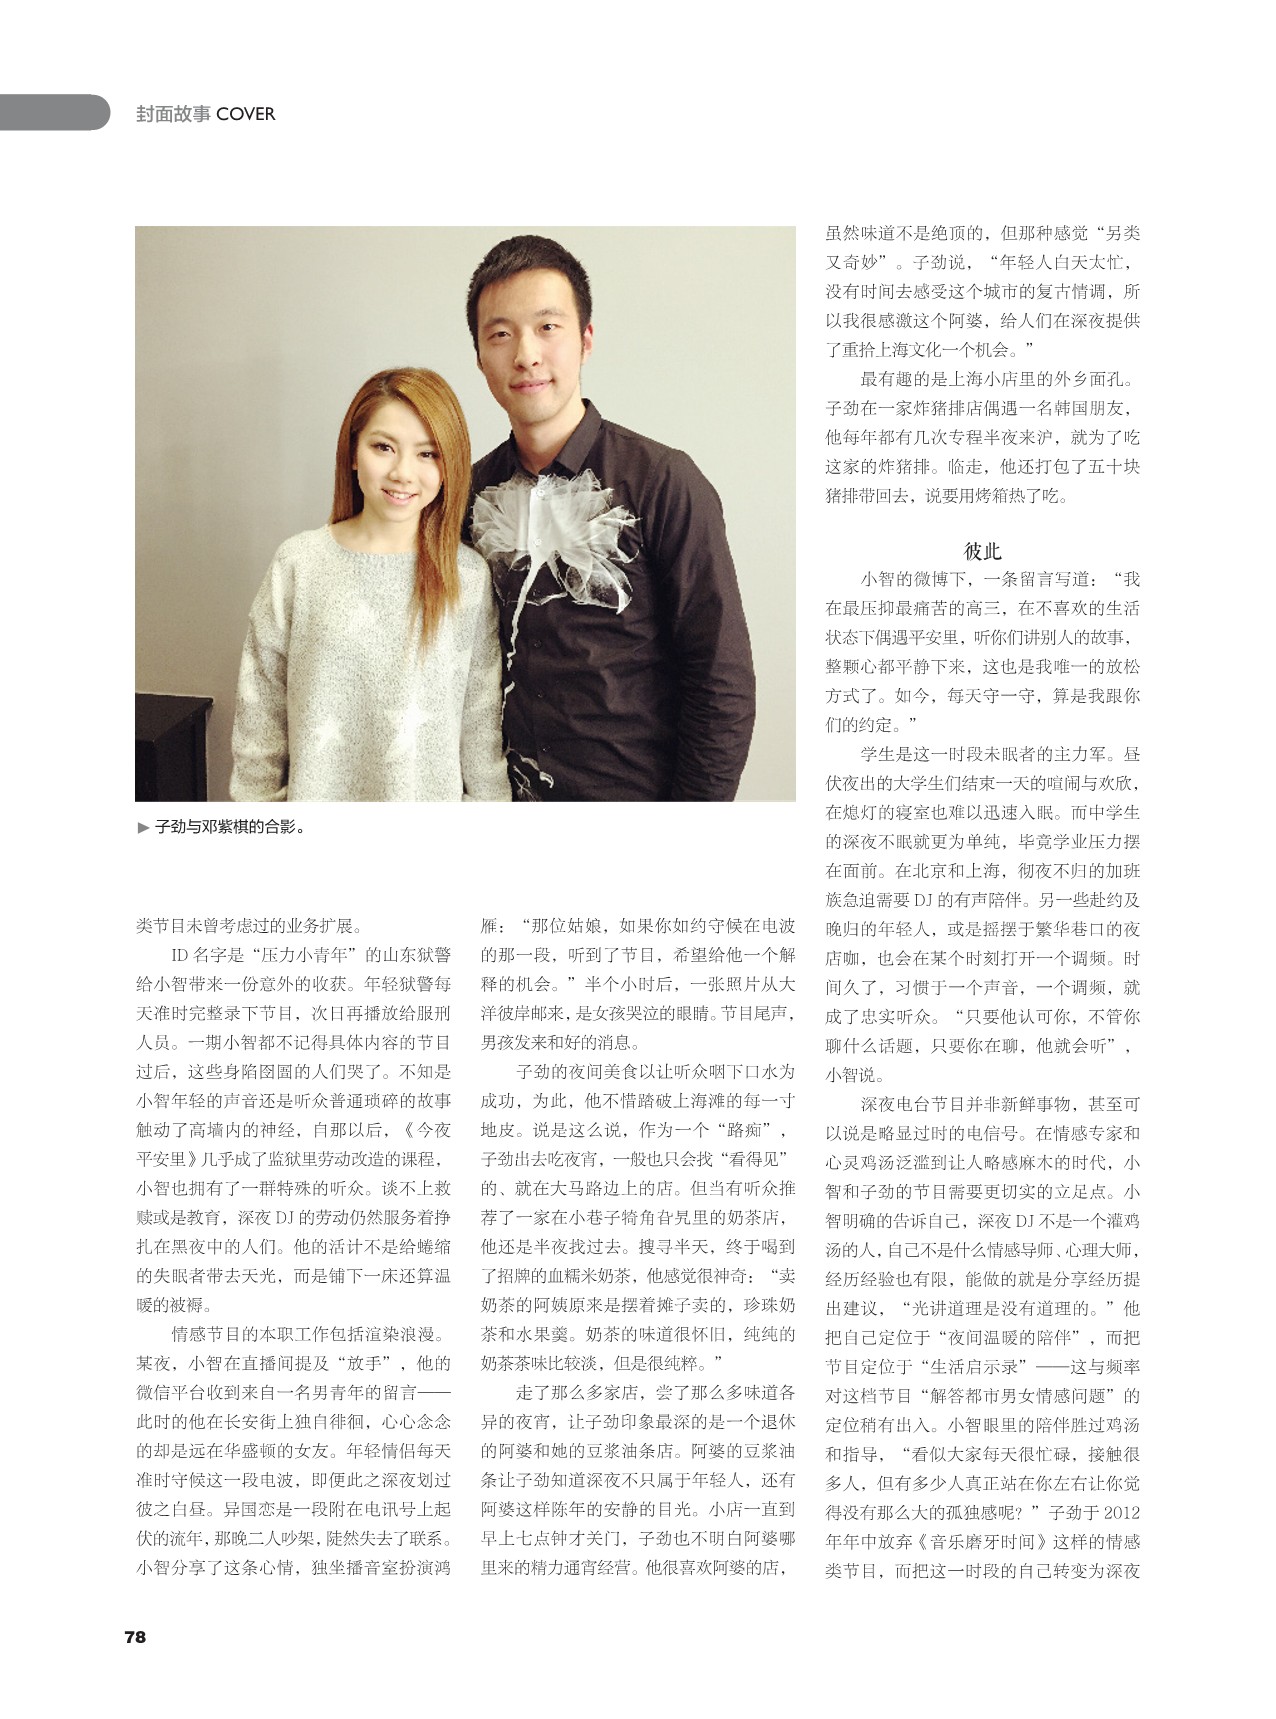 封面故事 COVER
▶ 子劲与邓紫棋的合影。
类节目未曾考虑过的业务扩展。
ID 名字是“压力小青年”的山东狱警
给小智带来一份意外的收获。年轻狱警每
天准时完整录下节目，次日再播放给服刑
人员。一期小智都不记得具体内容的节目
过后，这些身陷囹圄的人们哭了。不知是
小智年轻的声音还是听众普通琐碎的故事
触动了高墙内的神经，自那以后，《今夜
平安里》几乎成了监狱里劳动改造的课程，
小智也拥有了一群特殊的听众。谈不上救
赎或是教育，深夜 DJ 的劳动仍然服务着挣
扎在黑夜中的人们。他的活计不是给蜷缩
的失眠者带去天光，而是铺下一床还算温
暖的被褥。
情感节目的本职工作包括渲染浪漫。
某夜，小智在直播间提及“放手”，他的
微信平台收到来自一名男青年的留言——
此时的他在长安街上独自徘徊，心心念念
的却是远在华盛顿的女友。年轻情侣每天
准时守候这一段电波，即便此之深夜划过
彼之白昼。异国恋是一段附在电讯号上起
伏的流年，那晚二人吵架，陡然失去了联系。
小智分享了这条心情，独坐播音室扮演鸿
雁：“那位姑娘，如果你如约守候在电波
的那一段，听到了节目，希望给他一个解
释的机会。”半个小时后，一张照片从大
洋彼岸邮来，是女孩哭泣的眼睛。节目尾声，
男孩发来和好的消息。
子劲的夜间美食以让听众咽下口水为
成功，为此，他不惜踏破上海滩的每一寸
地皮。说是这么说，作为一个“路痴”，
子劲出去吃夜宵，一般也只会找“看得见”
的、就在大马路边上的店。但当有听众推
荐了一家在小巷子犄角旮旯里的奶茶店，
他还是半夜找过去。搜寻半天，终于喝到
了招牌的血糯米奶茶，他感觉很神奇：“卖
奶茶的阿姨原来是摆着摊子卖的，珍珠奶
茶和水果羹。奶茶的味道很怀旧，纯纯的
奶茶茶味比较淡，但是很纯粹。”
走了那么多家店，尝了那么多味道各
异的夜宵，让子劲印象最深的是一个退休
的阿婆和她的豆浆油条店。阿婆的豆浆油
条让子劲知道深夜不只属于年轻人，还有
阿婆这样陈年的安静的目光。小店一直到
早上七点钟才关门，子劲也不明白阿婆哪
里来的精力通宵经营。他很喜欢阿婆的店，
虽然味道不是绝顶的，但那种感觉“另类
又奇妙”。子劲说，“年轻人白天太忙，
没有时间去感受这个城市的复古情调，所
以我很感激这个阿婆，给人们在深夜提供
了重拾上海文化一个机会。”
最有趣的是上海小店里的外乡面孔。
子劲在一家炸猪排店偶遇一名韩国朋友，
他每年都有几次专程半夜来沪，就为了吃
这家的炸猪排。临走，他还打包了五十块
猪排带回去，说要用烤箱热了吃。
彼此
小智的微博下，一条留言写道：“我
在最压抑最痛苦的高三，在不喜欢的生活
状态下偶遇平安里，听你们讲别人的故事，
整颗心都平静下来，这也是我唯一的放松
方式了。如今，每天守一守，算是我跟你
们的约定。”
学生是这一时段未眠者的主力军。昼
伏夜出的大学生们结束一天的喧闹与欢欣，
在熄灯的寝室也难以迅速入眠。而中学生
的深夜不眠就更为单纯，毕竟学业压力摆
在面前。在北京和上海，彻夜不归的加班
族急迫需要 DJ 的有声陪伴。另一些赴约及
晚归的年轻人，或是摇摆于繁华巷口的夜
店咖，也会在某个时刻打开一个调频。时
间久了，习惯于一个声音，一个调频，就
成了忠实听众。“只要他认可你，不管你
聊什么话题，只要你在聊，他就会听”，
小智说。
深夜电台节目并非新鲜事物，甚至可
以说是略显过时的电信号。在情感专家和
心灵鸡汤泛滥到让人略感麻木的时代，小
智和子劲的节目需要更切实的立足点。小
智明确的告诉自己，深夜 DJ 不是一个灌鸡
汤的人，自己不是什么情感导师、心理大师，
经历经验也有限，能做的就是分享经历提
出建议，“光讲道理是没有道理的。”他
把自己定位于“夜间温暖的陪伴”，而把
节目定位于“生活启示录”——这与频率
对这档节目“解答都市男女情感问题”的
定位稍有出入。小智眼里的陪伴胜过鸡汤
和指导，“看似大家每天很忙碌，接触很
多人，但有多少人真正站在你左右让你觉
得没有那么大的孤独感呢？”子劲于 2012
年年中放弃《音乐磨牙时间》这样的情感
类节目，而把这一时段的自己转变为深夜
78